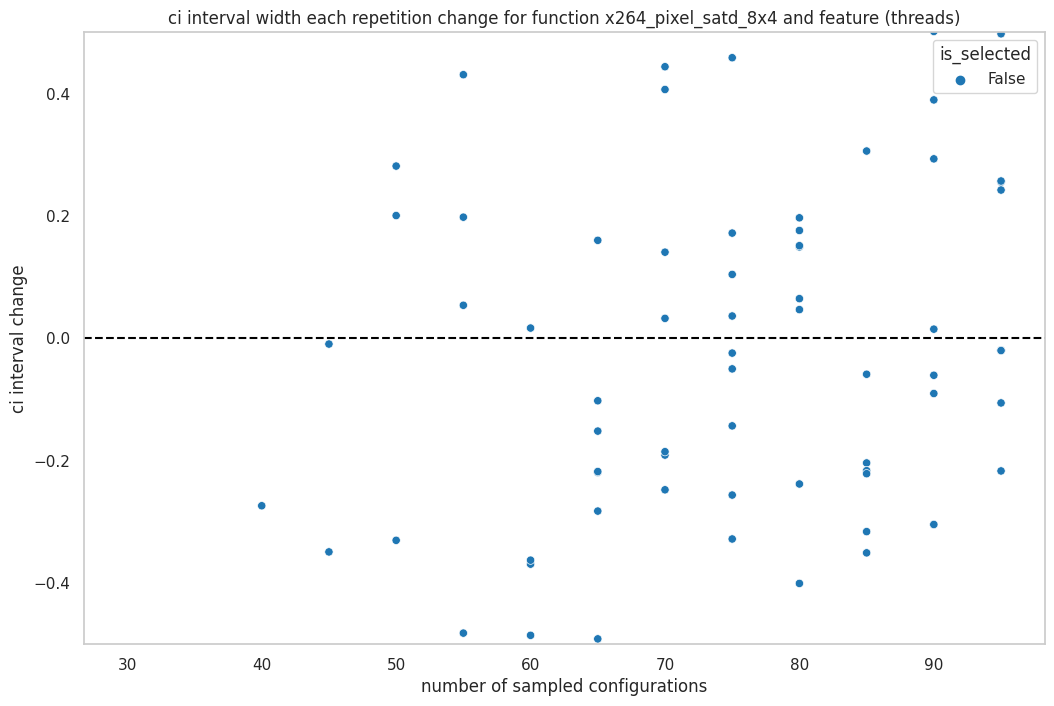 ci interval width each repetition change for function x264_pixel_satd_8x4 and feature (threads)
is_selected
False
ci interval change
0.4
0.2
0.0
−0.2
−0.4
30 40 50 60 70 80 90
number of sampled configurations